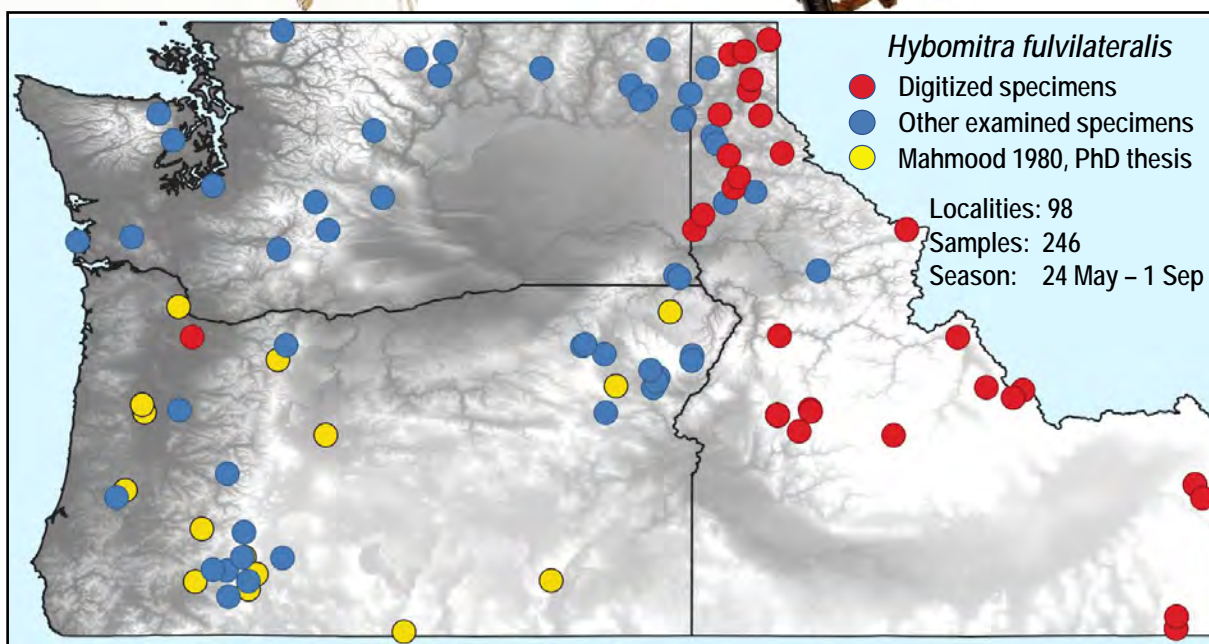 Hybomitra fulvilateralis
Digitized specimens
Other examined specimens
Mahmood 1980, PhD thesis
Localities: 98
Samples: 246
Season: 24 May – 1 Sep